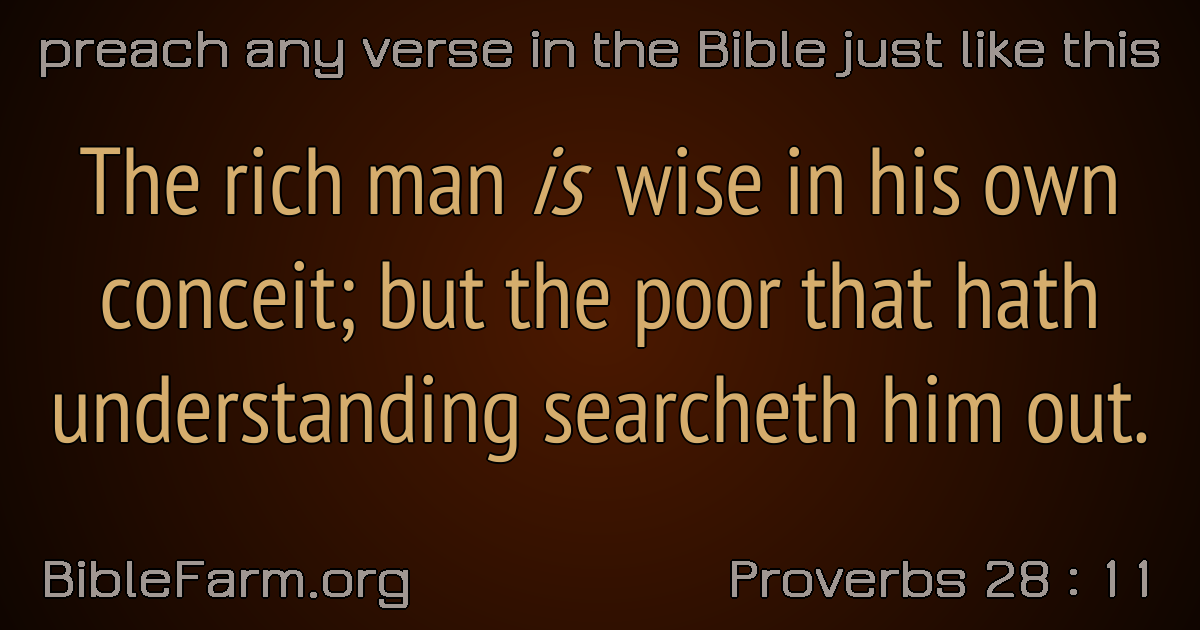 preach any verse in the Bible just like this
The rich man is wise in his own
conceit; but the poor that hath
understanding searcheth him out.
BibleFarm.org
Proverbs 28 : 11